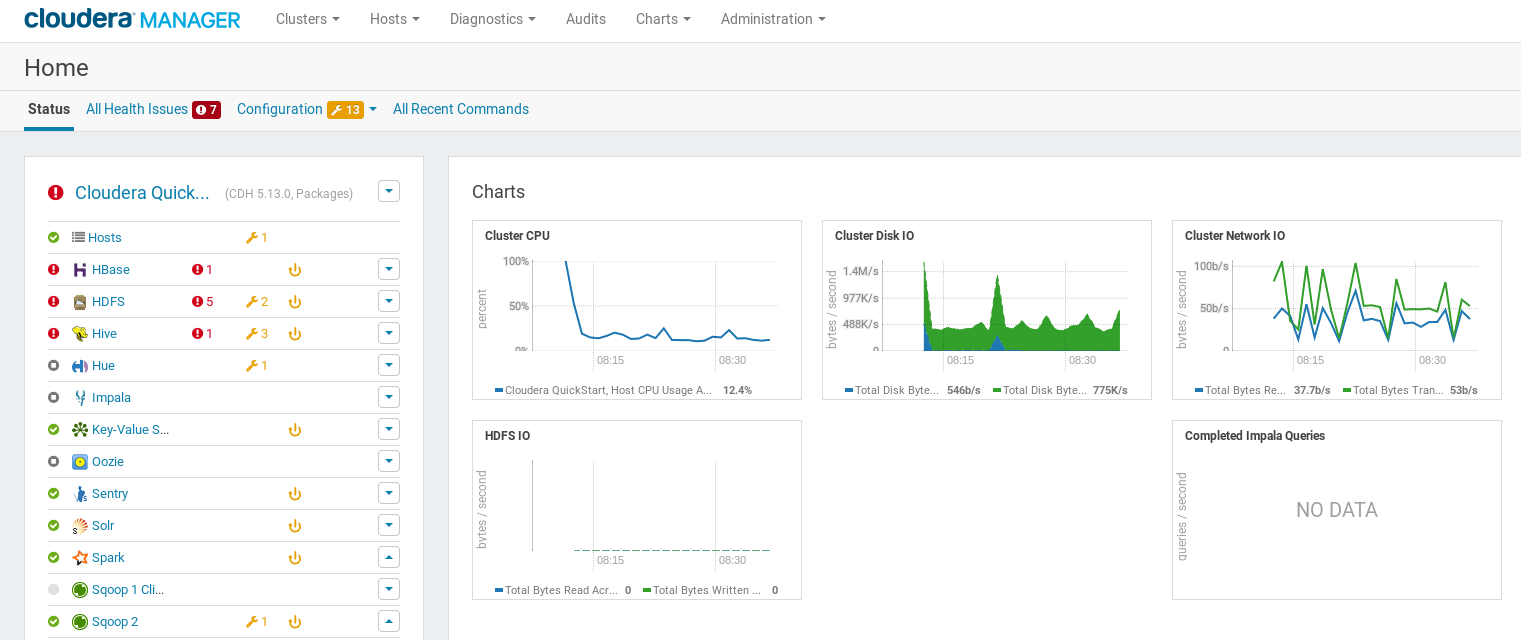 cloudera MANAGER Clusters Hosts Diagnostics Audits Charts Administration
Home
Status All Health Issues 7 Configuration 13 All Recent Commands
Cloudera Quick... (CDH 5.13.0, Packages)
Hosts 1
HBase 1
HDFS 5 2
Hive 1 3
Hue 1
Impala
Key-Value S...
Oozie
Sentry
Solr
Spark
Sqoop 1 Cli...
Sqoop 2 1
Charts
Cluster CPU
percent
100%
50%
0%
08:15 08:30
Cloudera QuickStart, Host CPU Usage A... 12.4%
Cluster Disk IO
bytes / second
1.4M/s
977K/s
488K/s
0
08:15 08:30
Total Disk Byte... 546b/s Total Disk Byte... 775K/s
Cluster Network IO
bytes / second
100b/s
50b/s
0
08:15 08:30
Total Bytes Re... 37.7b/s Total Bytes Tran... 53b/s
HDFS IO
bytes / second
08:15 08:30
Total Bytes Read Acr... 0 Total Bytes Written ... 0
Completed Impala Queries
queries / second
NO DATA